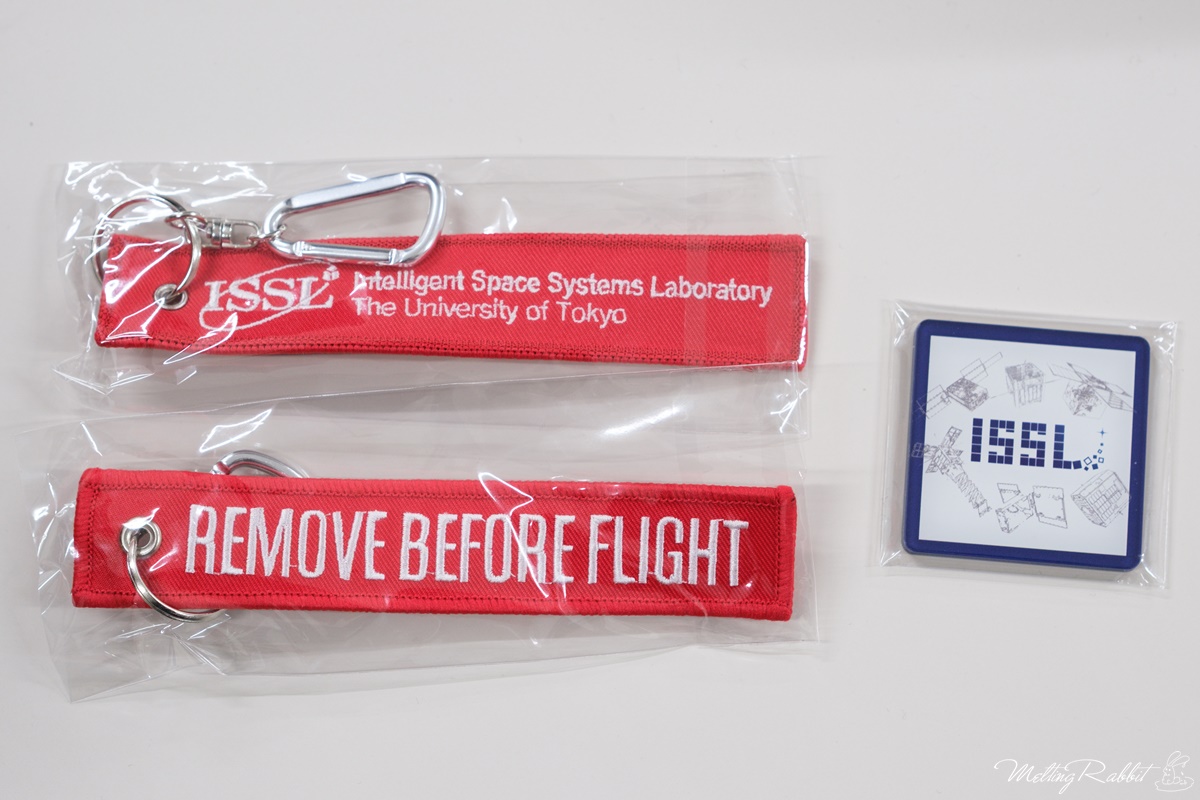 ISSL
Intelligent Space Systems Laboratory
The University of Tokyo
REMOVE BEFORE FLIGHT
ISSL
MeltingRabbit